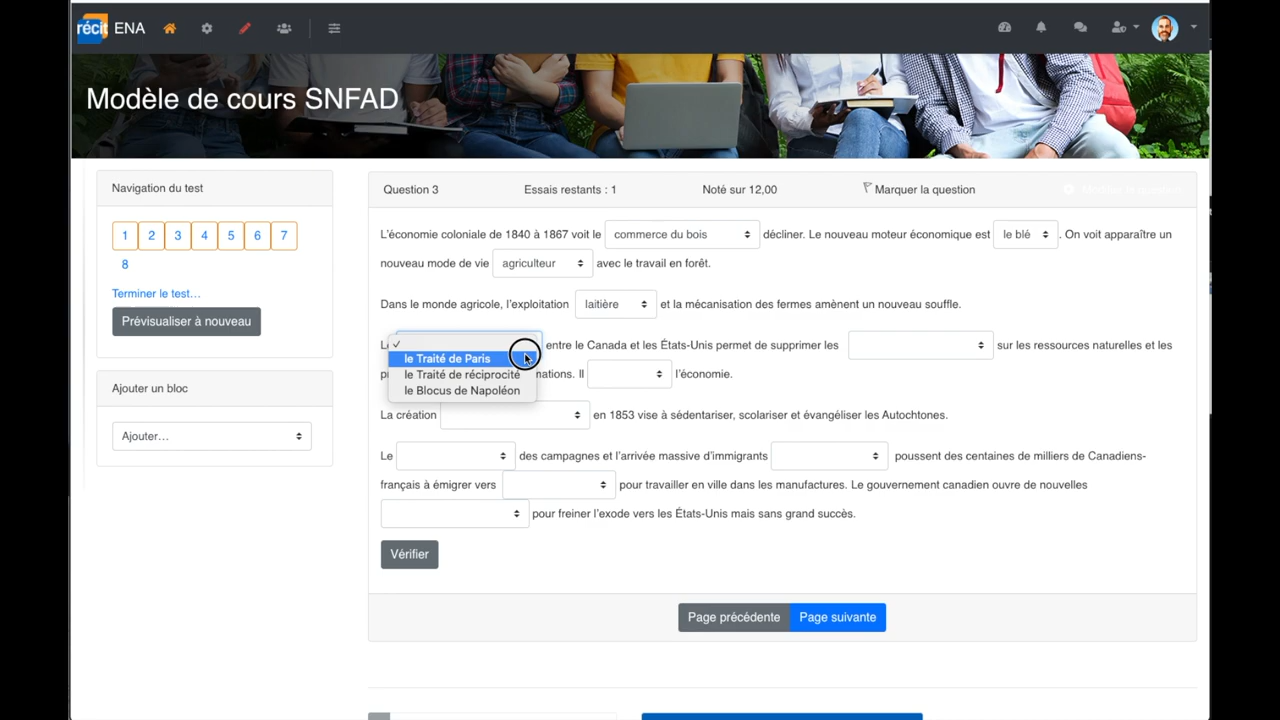 récit ENA
Modèle de cours SNFAD
Navigation du test
1 2 3 4 5 6 7
8
Terminer le test…
Prévisualiser à nouveau
Ajouter un bloc
Ajouter…
Question 3 Essais restants : 1 Noté sur 12,00 Marquer la question Modifier la question
L’économie coloniale de 1840 à 1867 voit le commerce du bois décliner. Le nouveau moteur économique est le blé . On voit apparaître un
nouveau mode de vie agriculteur avec le travail en forêt.
Dans le monde agricole, l’exploitation laitière et la mécanisation des fermes amènent un nouveau souffle.
entre le Canada et les États-Unis permet de supprimer les sur les ressources naturelles et les
le Traité de Paris
le Traité de réciprocité
le Blocus de Napoléon
Il l’économie.
La création en 1853 vise à sédentariser, scolariser et évangéliser les Autochtones.
Le des campagnes et l’arrivée massive d’immigrants poussent des centaines de milliers de Canadiens-
français à émigrer vers pour travailler en ville dans les manufactures. Le gouvernement canadien ouvre de nouvelles
pour freiner l’exode vers les États-Unis mais sans grand succès.
Vérifier
Page précédente Page suivante